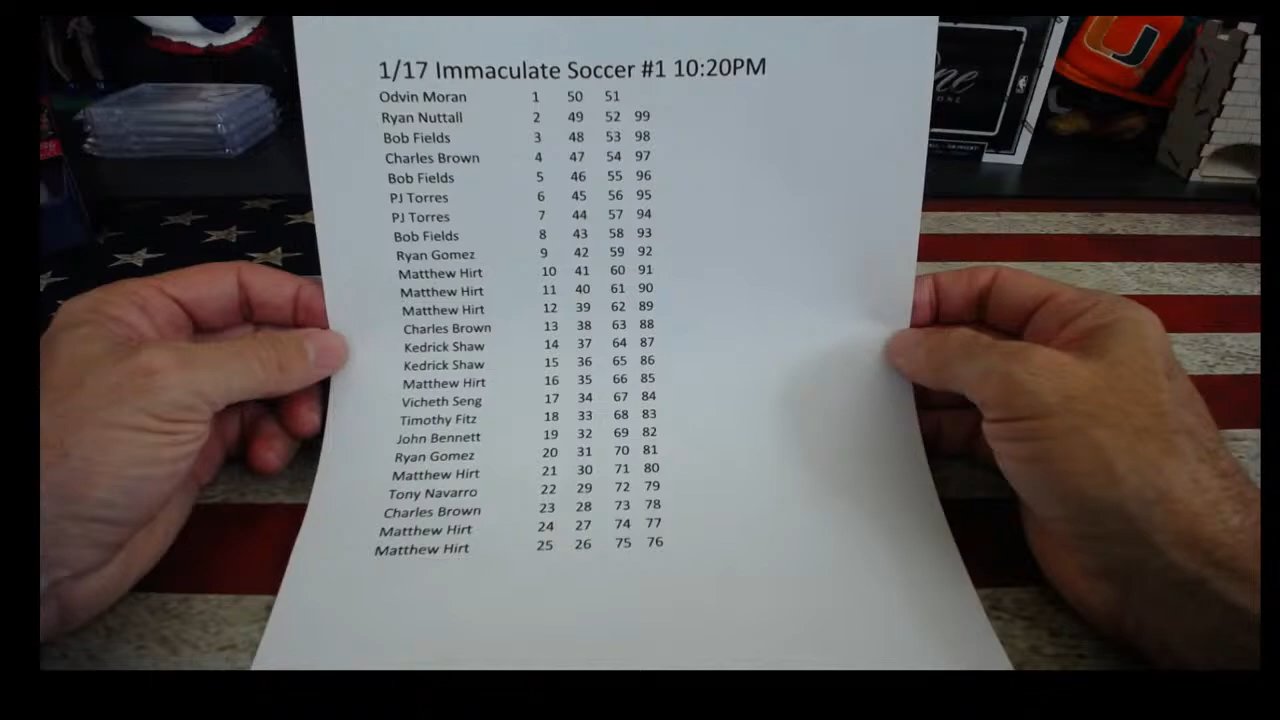 1/17 Immaculate Soccer #1 10:20PM
Odvin Moran 1 50 51
Ryan Nuttall 2 49 52 99
Bob Fields 3 48 53 98
Charles Brown 4 47 54 97
Bob Fields 5 46 55 96
PJ Torres 6 45 56 95
PJ Torres 7 44 57 94
Bob Fields 8 43 58 93
Ryan Gomez 9 42 59 92
Matthew Hirt 10 41 60 91
Matthew Hirt 11 40 61 90
Matthew Hirt 12 39 62 89
Charles Brown 13 38 63 88
Kedrick Shaw 14 37 64 87
Kedrick Shaw 15 36 65 86
Matthew Hirt 16 35 66 85
Vicheth Seng 17 34 67 84
Timothy Fitz 18 33 68 83
John Bennett 19 32 69 82
Ryan Gomez 20 31 70 81
Matthew Hirt 21 30 71 80
Tony Navarro 22 29 72 79
Charles Brown 23 28 73 78
Matthew Hirt 24 27 74 77
Matthew Hirt 25 26 75 76